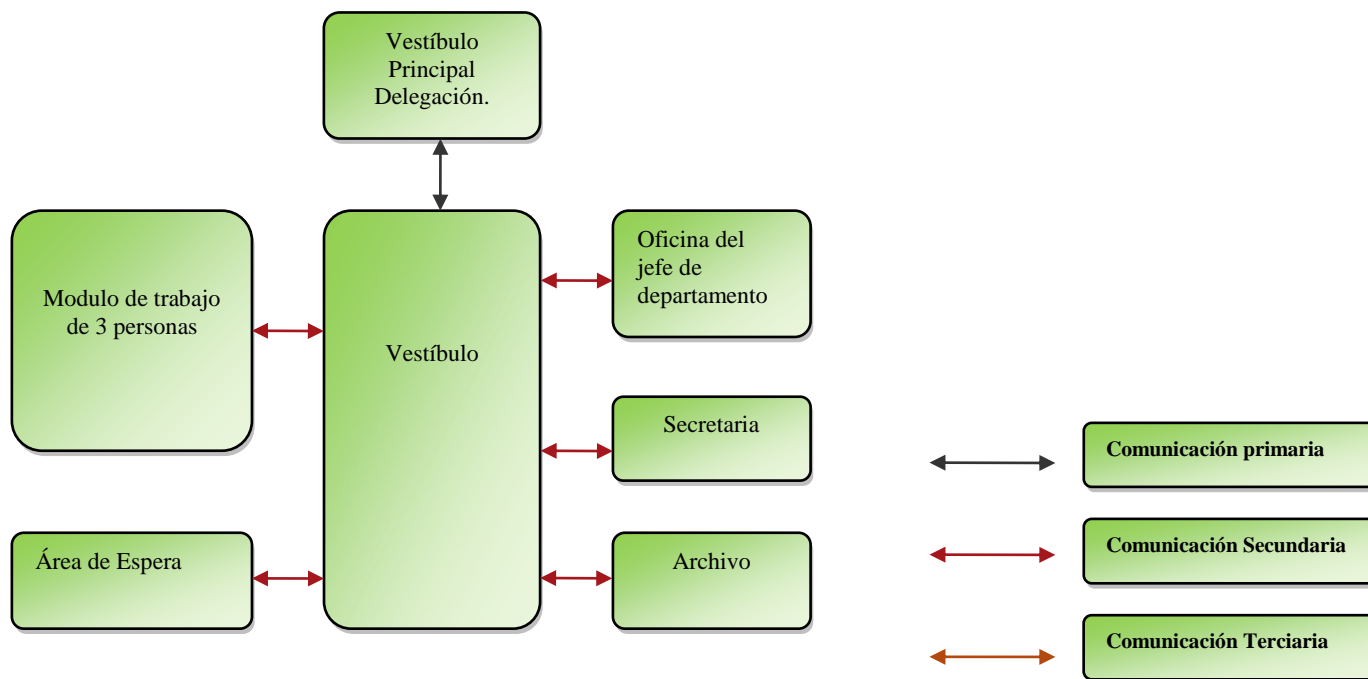 Vestíbulo
Principal
Delegación.
Modulo de trabajo
de 3 personas
Vestíbulo
Oficina del
jefe de
departamento
Secretaria
Área de Espera
Archivo
Comunicación primaria
Comunicación Secundaria
Comunicación Terciaria